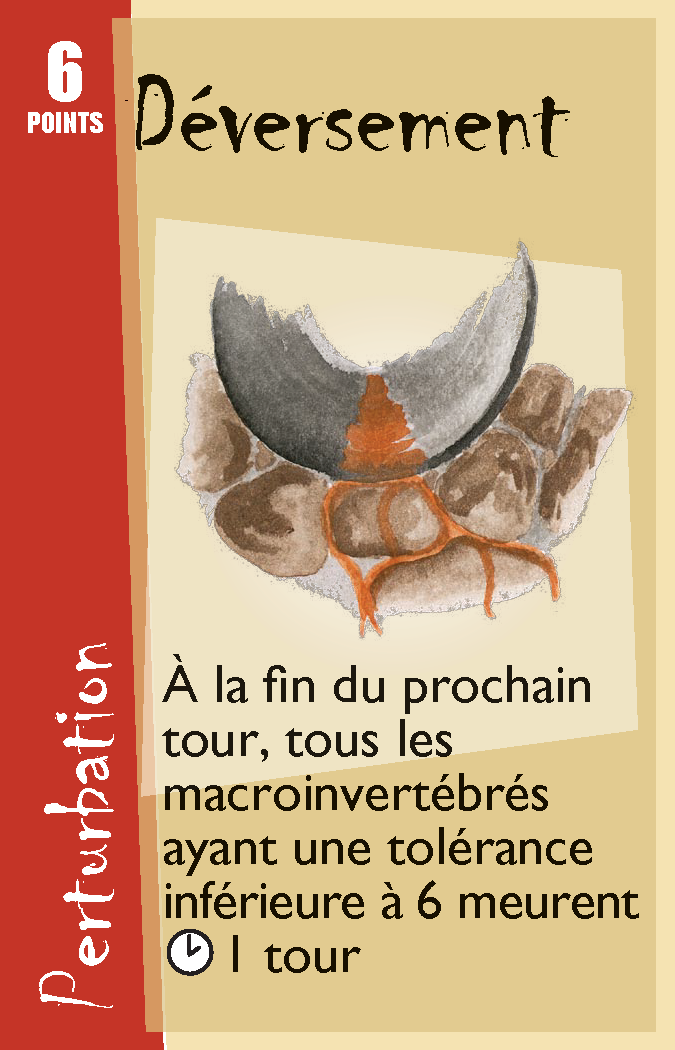 6
POINTS
Déversement
À la fin du prochain
tour, tous les
macroinvertébrés
ayant une tolérance
inférieure à 6 meurent
1 tour
Perturbation